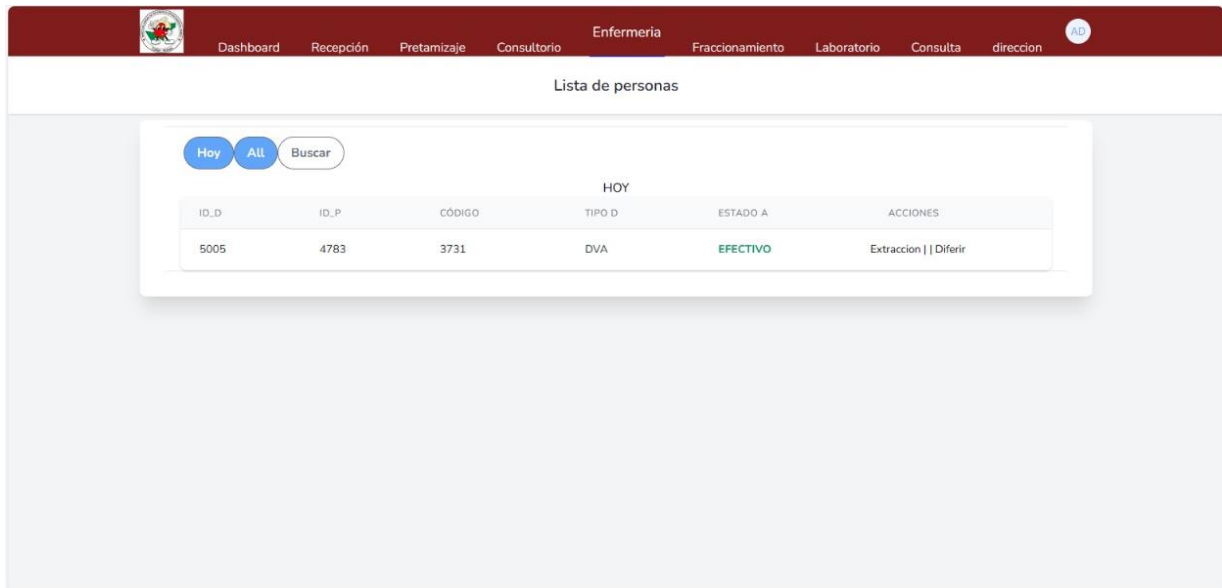 Dashboard Recepción Pretamizaje Consultorio Enfermeria Fraccionamiento Laboratorio Consulta direccion AD
Lista de personas
Hoy All Buscar
HOY
ID_D ID_P CÓDIGO TIPO D ESTADO A ACCIONES
5005 4783 3731 DVA EFECTIVO Extraccion | | Diferir